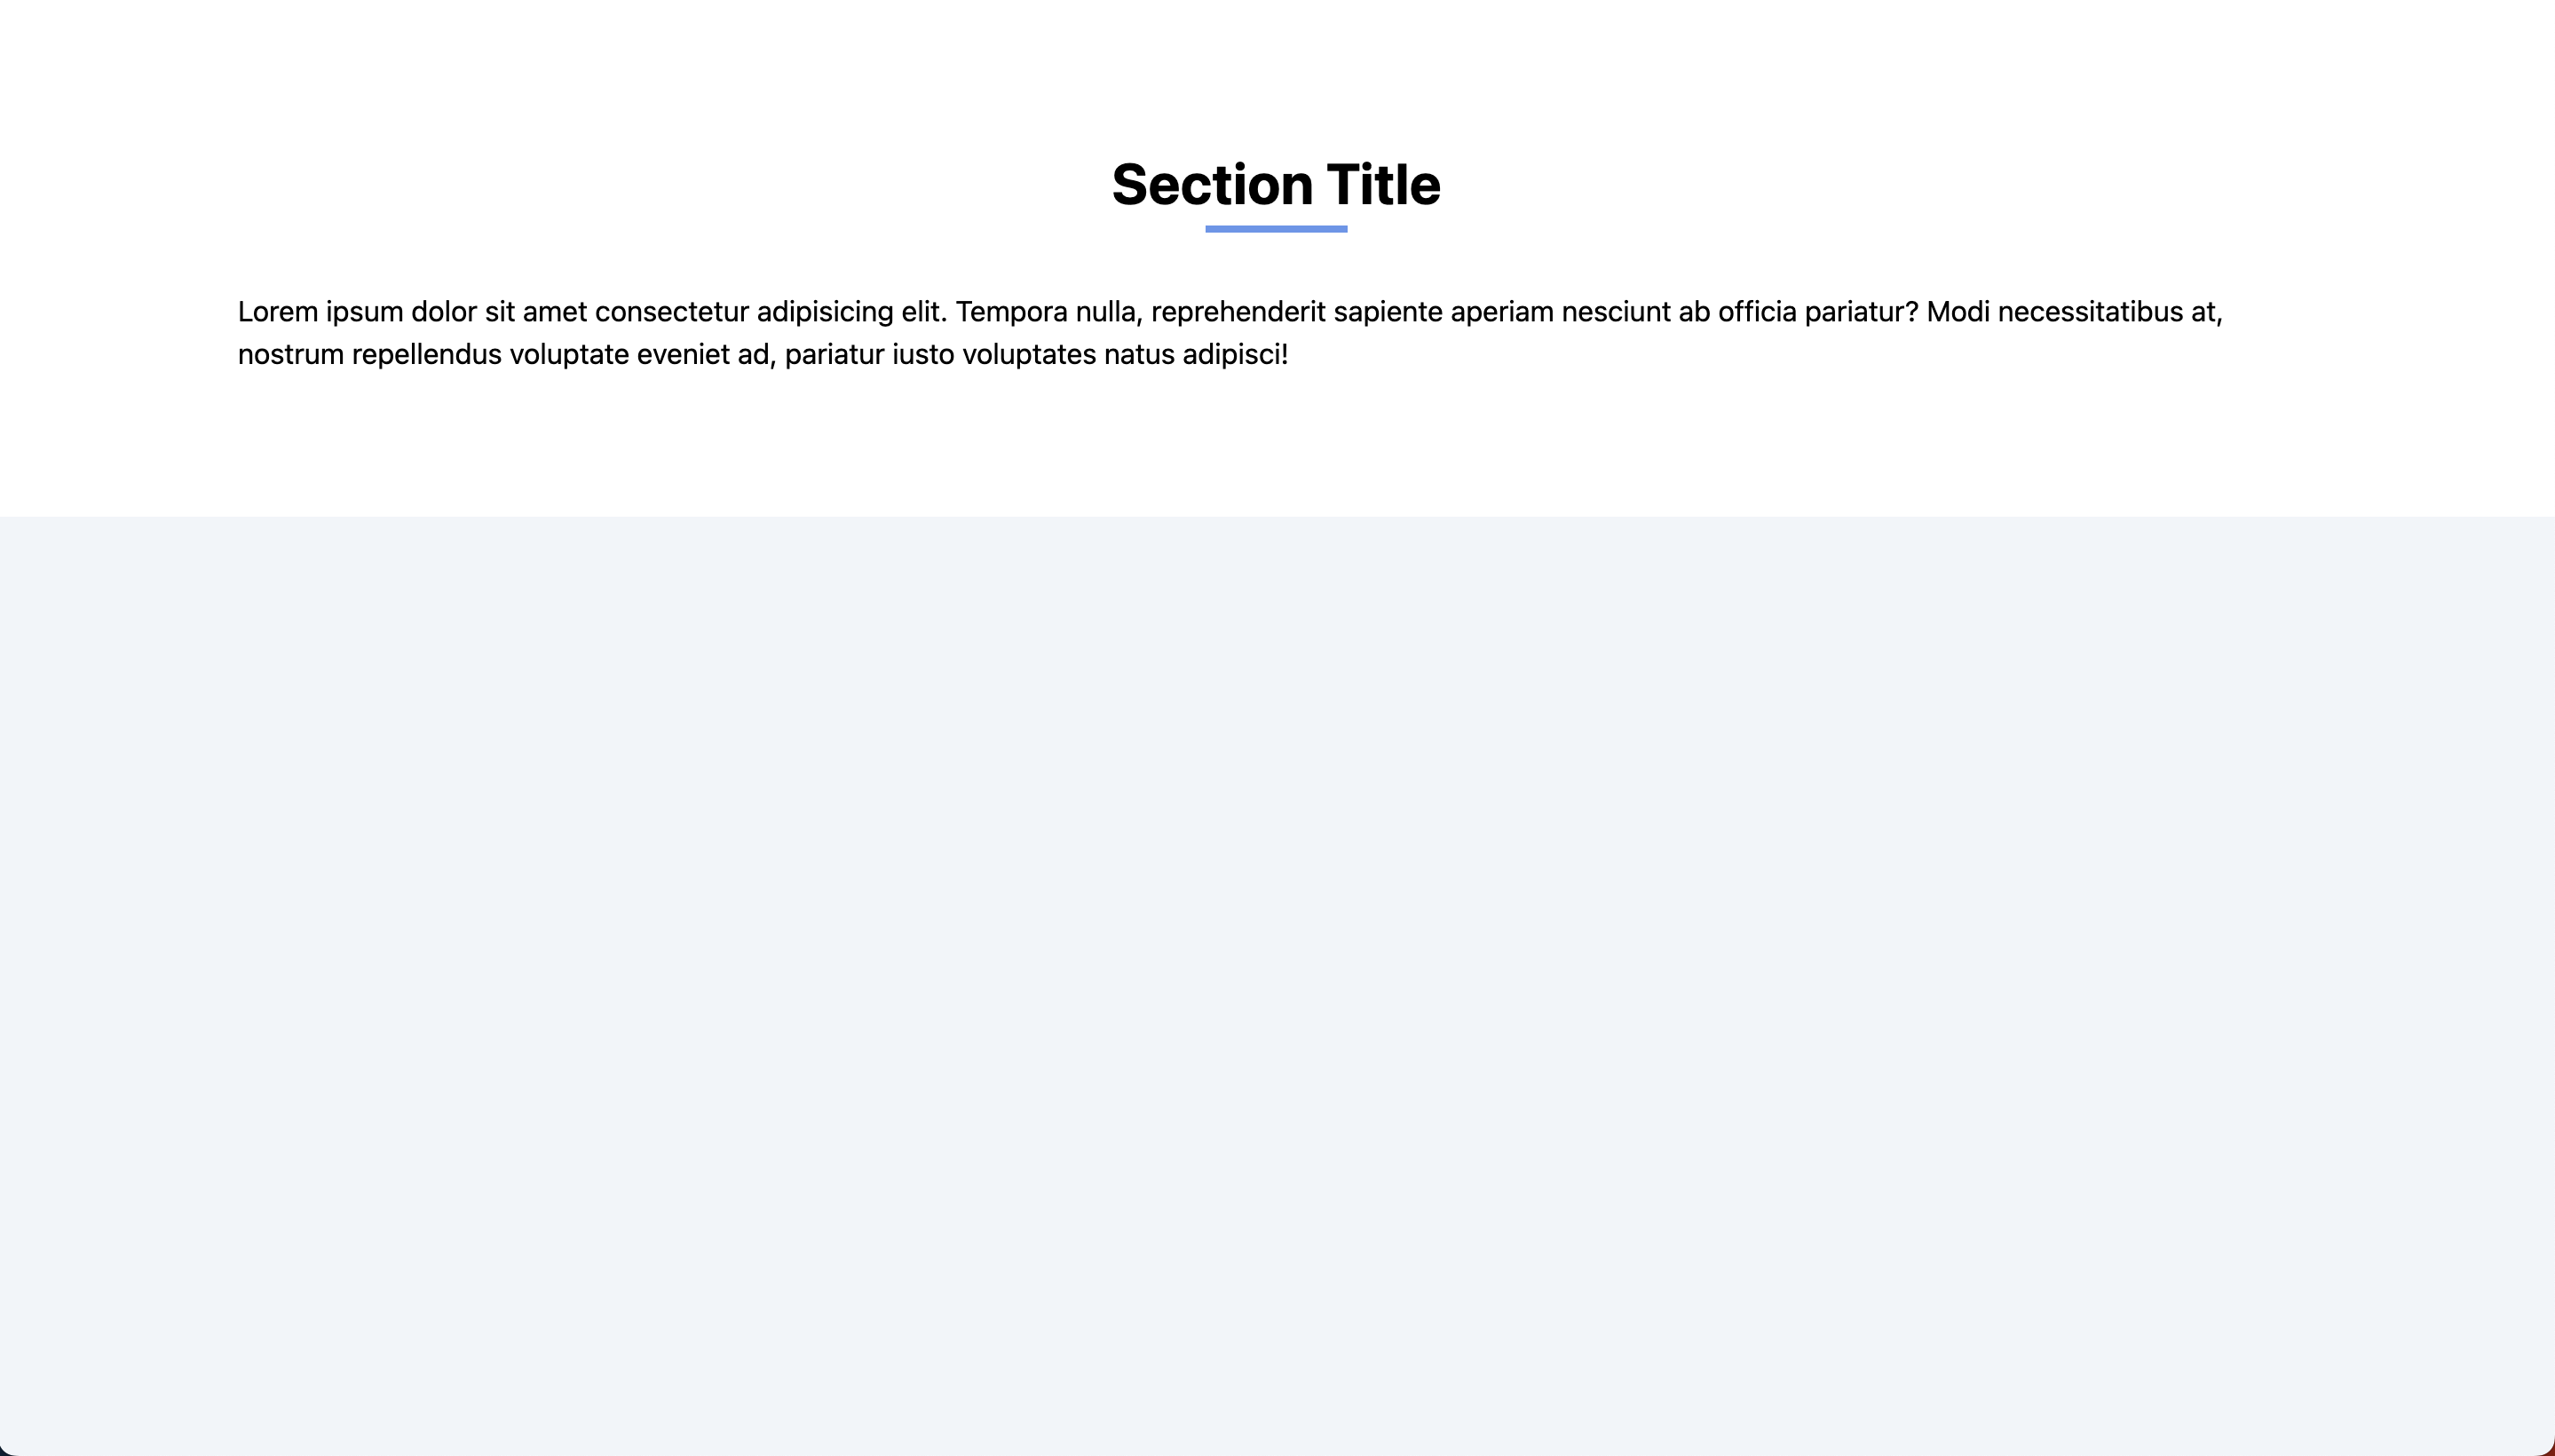 Section Title
Lorem ipsum dolor sit amet consectetur adipisicing elit. Tempora nulla, reprehenderit sapiente aperiam nesciunt ab officia pariatur? Modi necessitatibus at,
nostrum repellendus voluptate eveniet ad, pariatur iusto voluptates natus adipisci!